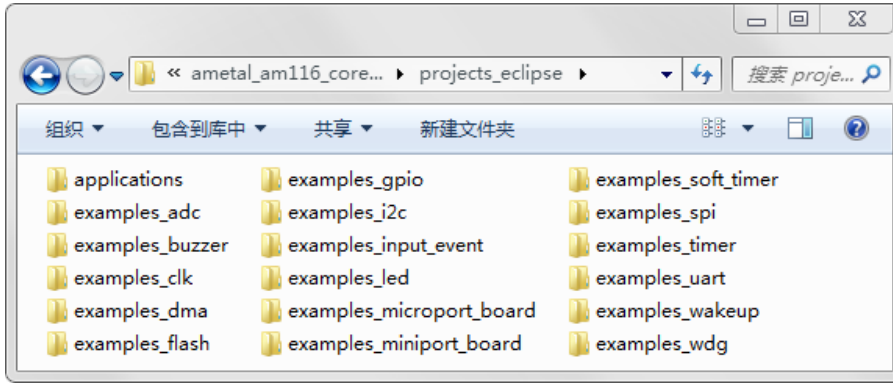 « ametal_am116_core... ▸ projects_eclipse ▸ 搜索 proje...
组织 包含到库中 共享 新建文件夹
applications examples_gpio examples_soft_timer
examples_adc examples_i2c examples_spi
examples_buzzer examples_input_event examples_timer
examples_clk examples_led examples_uart
examples_dma examples_microport_board examples_wakeup
examples_flash examples_miniport_board examples_wdg